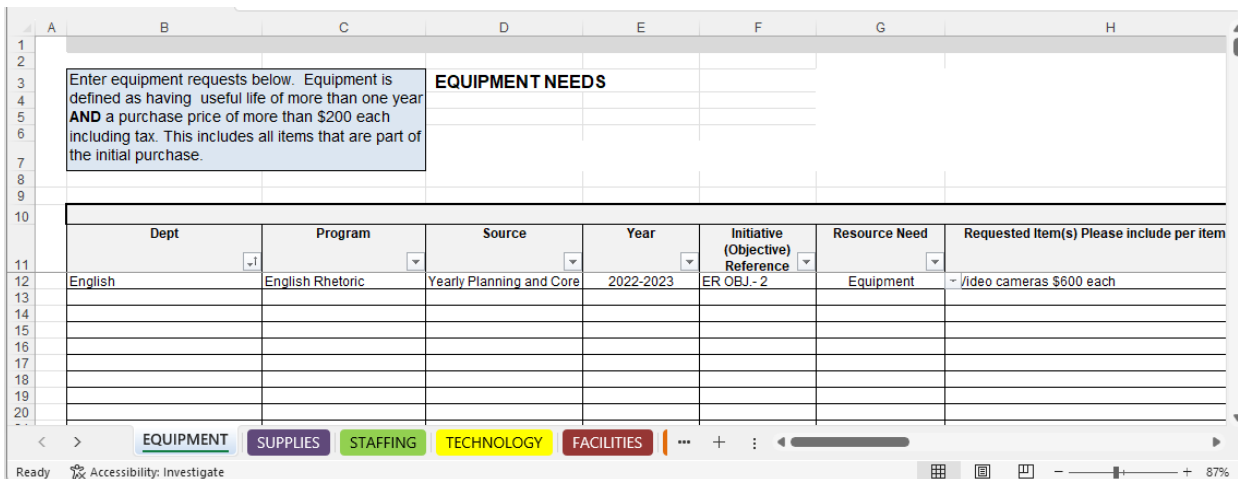 A B C D E F G H
1
2
3 Enter equipment requests below. Equipment is EQUIPMENT NEEDS
4 defined as having useful life of more than one year
5 AND a purchase price of more than $200 each
6 including tax. This includes all items that are part of
7 the initial purchase.
8
9
10
Dept Program Source Year Initiative Resource Need Requested Item(s) Please include per item
(Objective)
11 Reference
12 English English Rhetoric Yearly Planning and Core 2022-2023 ER OBJ.- 2 Equipment Video cameras $600 each
13
14
15
16
17
18
19
20
EQUIPMENT SUPPLIES STAFFING TECHNOLOGY FACILITIES
Ready Accessibility: Investigate 87%